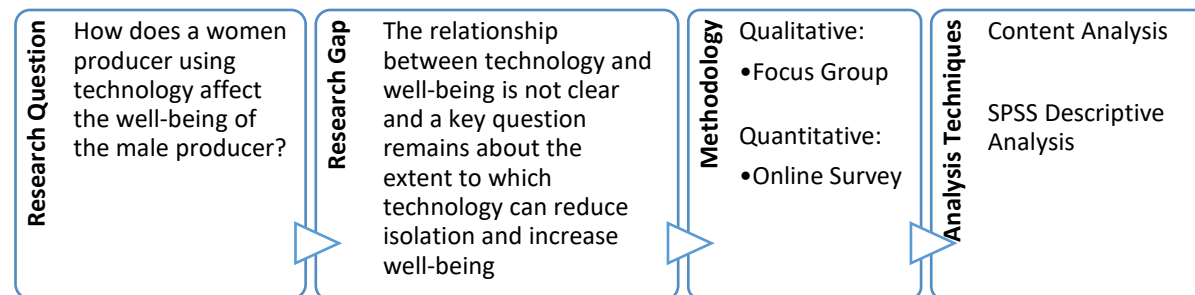 Research Question
How does a women
producer using
technology affect
the well-being of
the male producer?
Research Gap
The relationship
between technology and
well-being is not clear
and a key question
remains about the
extent to which
technology can reduce
isolation and increase
well-being
Methodology
Qualitative:
•Focus Group
Quantitative:
•Online Survey
Analysis Techniques
Content Analysis
SPSS Descriptive
Analysis